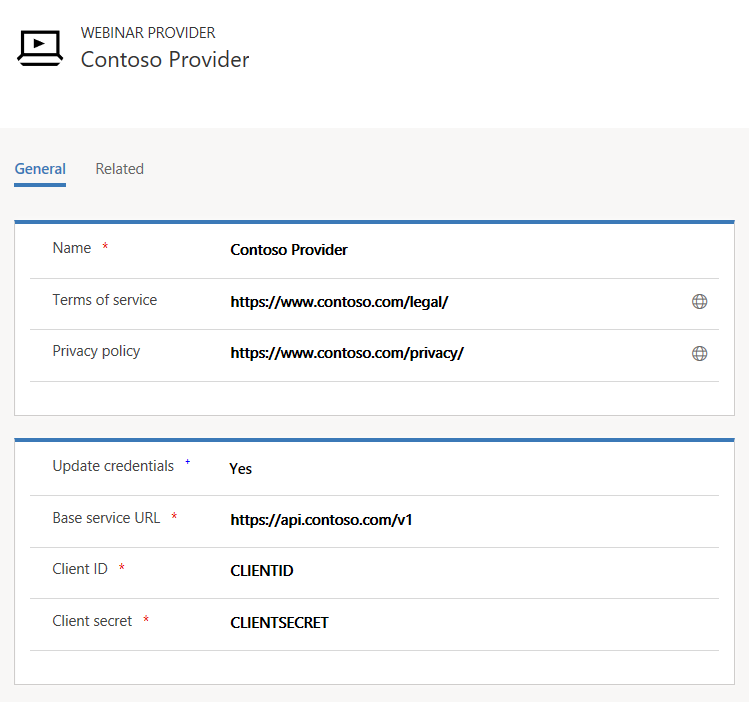 WEBINAR PROVIDER
Contoso Provider
General Related
Name * Contoso Provider
Terms of service https://www.contoso.com/legal/
Privacy policy https://www.contoso.com/privacy/
Update credentials + Yes
Base service URL * https://api.contoso.com/v1
Client ID * CLIENTID
Client secret * CLIENTSECRET